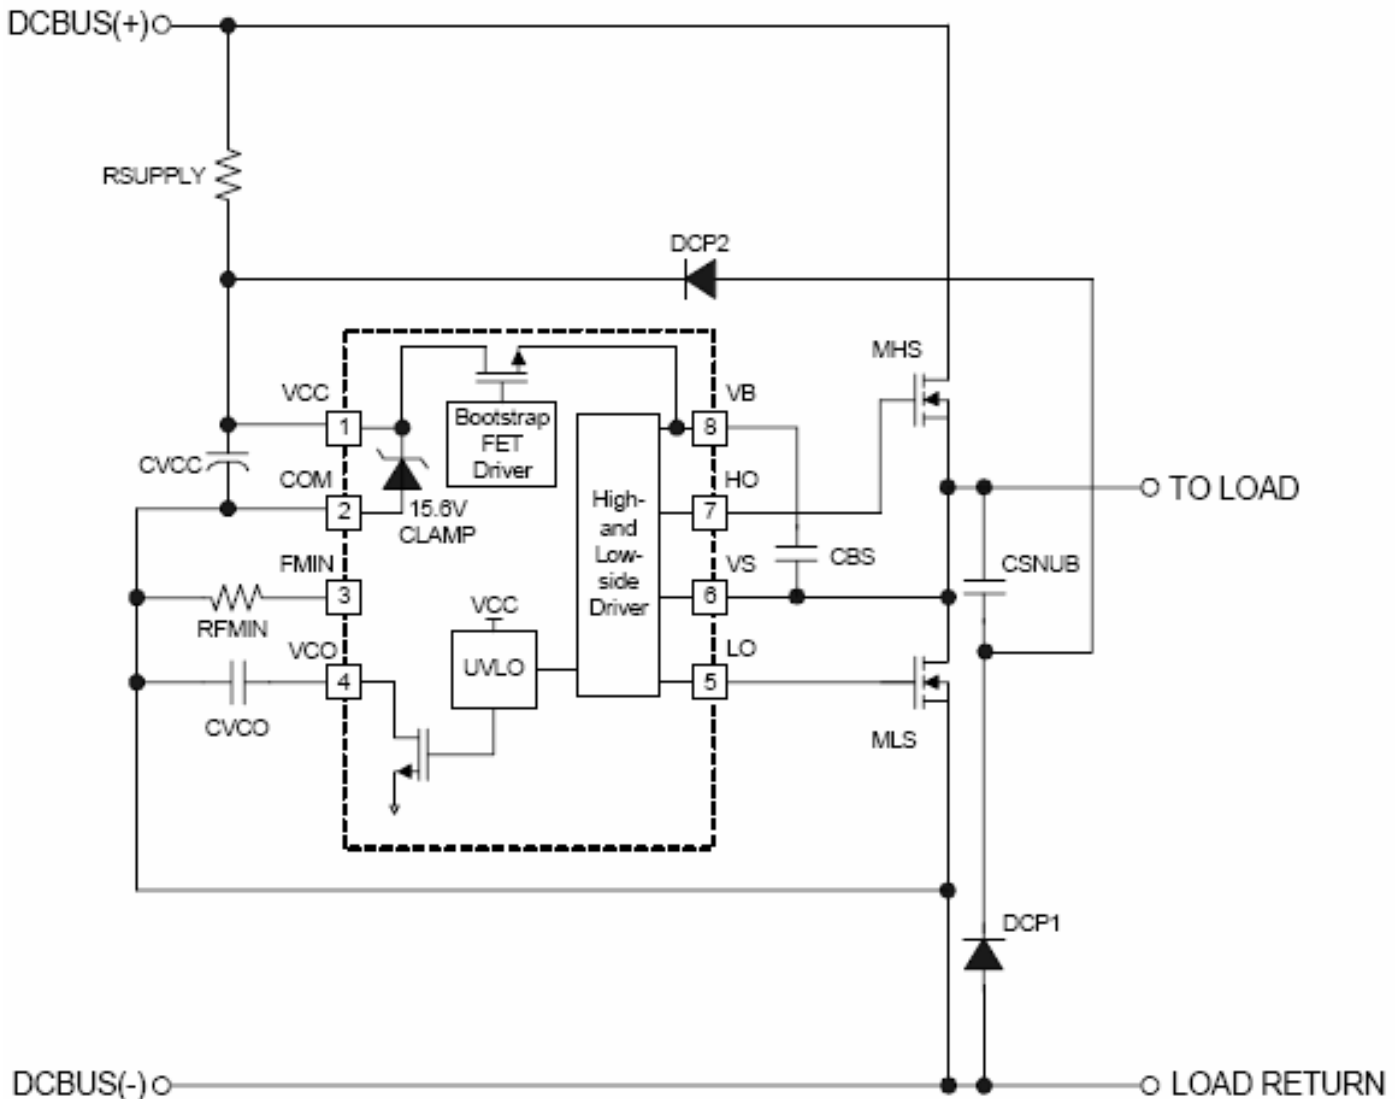 DCBUS(+)
RSUPPLY
DCP2
MHS
VCC
1
Bootstrap
FET
Driver
VB
8
CVCC
COM
2
15.6V
CLAMP
High-
and
Low-
side
Driver
HO
7
TO LOAD
FMIN
3
RFMIN
VS
6
CBS
CSNUB
VCC
UVLO
VCO
4
CVCO
LO
5
MLS
DCP1
DCBUS(-)
LOAD RETURN